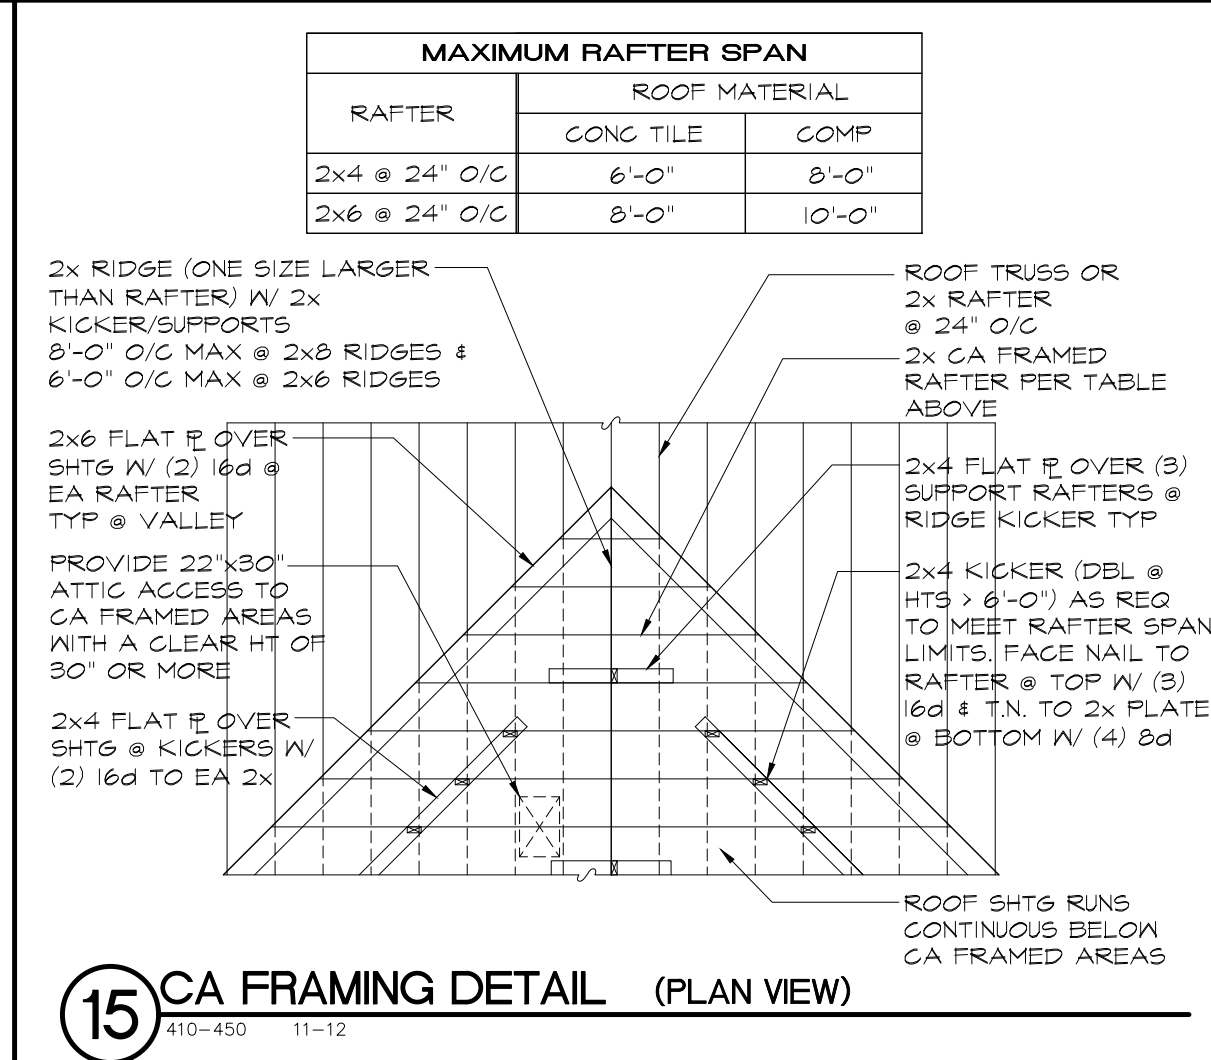 MAXIMUM RAFTER SPAN
RAFTER
ROOF MATERIAL
CONC TILE
COMP
2x4 @ 24" O/C
6'-0"
8'-0"
2x6 @ 24" O/C
8'-0"
10'-0"
2x RIDGE (ONE SIZE LARGER
THAN RAFTER) W/ 2x
KICKER/SUPPORTS
8'-0" O/C MAX @ 2x8 RIDGES &
6'-0" O/C MAX @ 2x6 RIDGES
2x6 FLAT PL OVER
SHTG W/ (2) 16d @
EA RAFTER
TYP @ VALLEY
PROVIDE 22"x30"
ATTIC ACCESS TO
CA FRAMED AREAS
WITH A CLEAR HT OF
30" OR MORE
2x4 FLAT PL OVER
SHTG @ KICKERS W/
(2) 16d TO EA 2x
ROOF TRUSS OR
2x RAFTER
@ 24" O/C
2x CA FRAMED
RAFTER PER TABLE
ABOVE
2x4 FLAT PL OVER (3)
SUPPORT RAFTERS @
RIDGE KICKER TYP
2x4 KICKER (DBL @
HTS > 6'-0") AS REQ
TO MEET RAFTER SPAN
LIMITS. FACE NAIL TO
RAFTER @ TOP W/ (3)
16d & T.N. TO 2x PLATE
@ BOTTOM W/ (4) 8d
ROOF SHTG RUNS
CONTINUOUS BELOW
CA FRAMED AREAS
15 CA FRAMING DETAIL (PLAN VIEW)
410-450 11-12